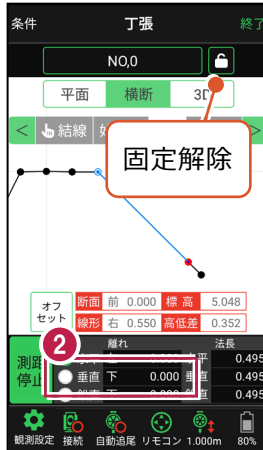 条件 丁張 終了
NO,0
平面 横断 3D
< 結線 >
固定解除
オフセット 断面 前 0.000 標高 5.048
線形 右 0.550 高低差 0.352
離れ 法長
測距停止 2 水平 0.495
垂直 下 0.000 垂直 0.495
0.495
観測設定 接続 自動追尾 リモコン 1.000m 80%